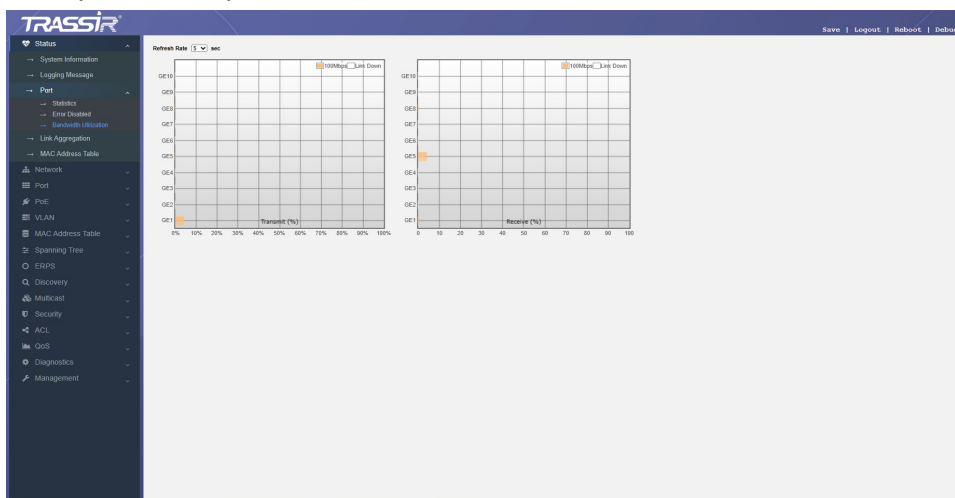 TRASSIR
Save | Logout | Reboot | Debu
Status
System Information
Logging Message
Port
Statistics
Error Disabled
Bandwidth Utilization
Link Aggregation
MAC Address Table
Network
Port
PoE
VLAN
MAC Address Table
Spanning Tree
ERPS
Discovery
Multicast
Security
ACL
QoS
Diagnostics
Management
Refresh Rate 5 sec
100Mbps Link Down
GE10
GE9
GE8
GE7
GE6
GE5
GE4
GE3
GE2
GE1
Transmit (%)
0% 10% 20% 30% 40% 50% 60% 70% 80% 90% 100%
100Mbps Link Down
GE10
GE9
GE8
GE7
GE6
GE5
GE4
GE3
GE2
GE1
Receive (%)
0 10 20 30 40 50 60 70 80 90 100